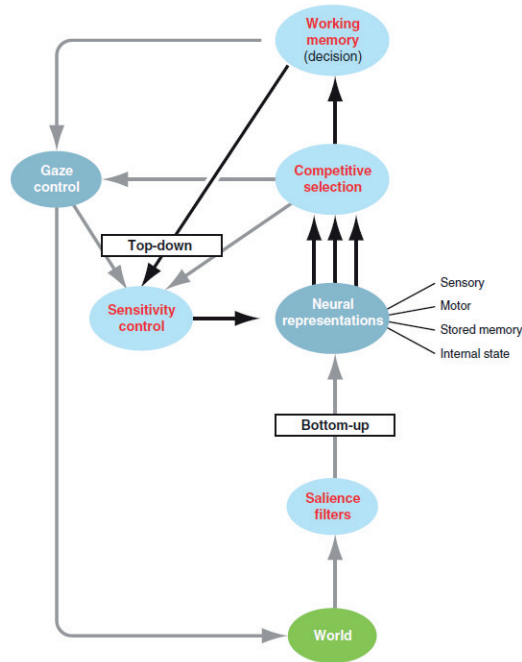 Working
memory
(decision)
Gaze
control
Competitive
selection
Top-down
Sensitivity
control
Neural
representations
Sensory
Motor
Stored memory
Internal state
Bottom-up
Salience
filters
World